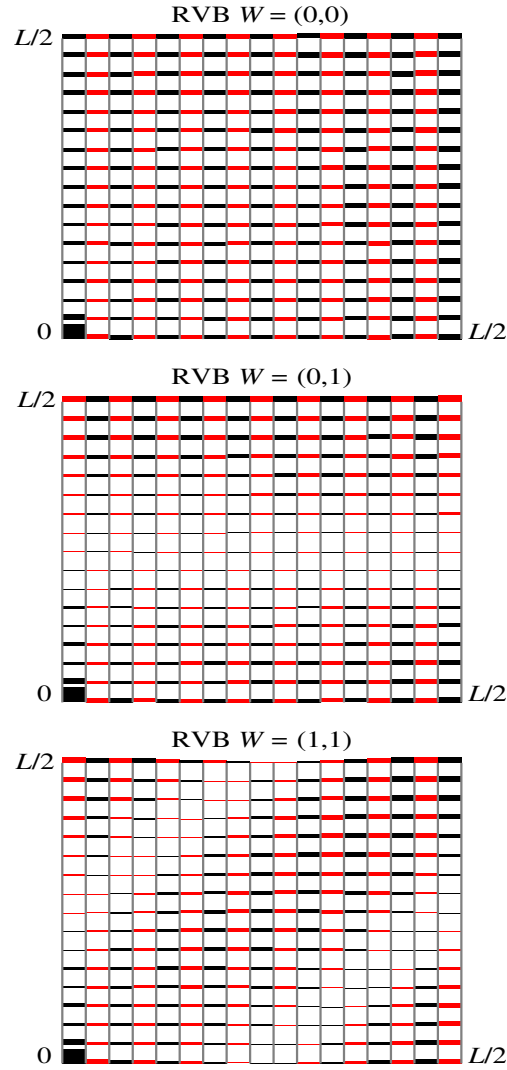 RVB W = (0,0)
L/2
0
L/2
RVB W = (0,1)
L/2
0
L/2
RVB W = (1,1)
L/2
0
L/2